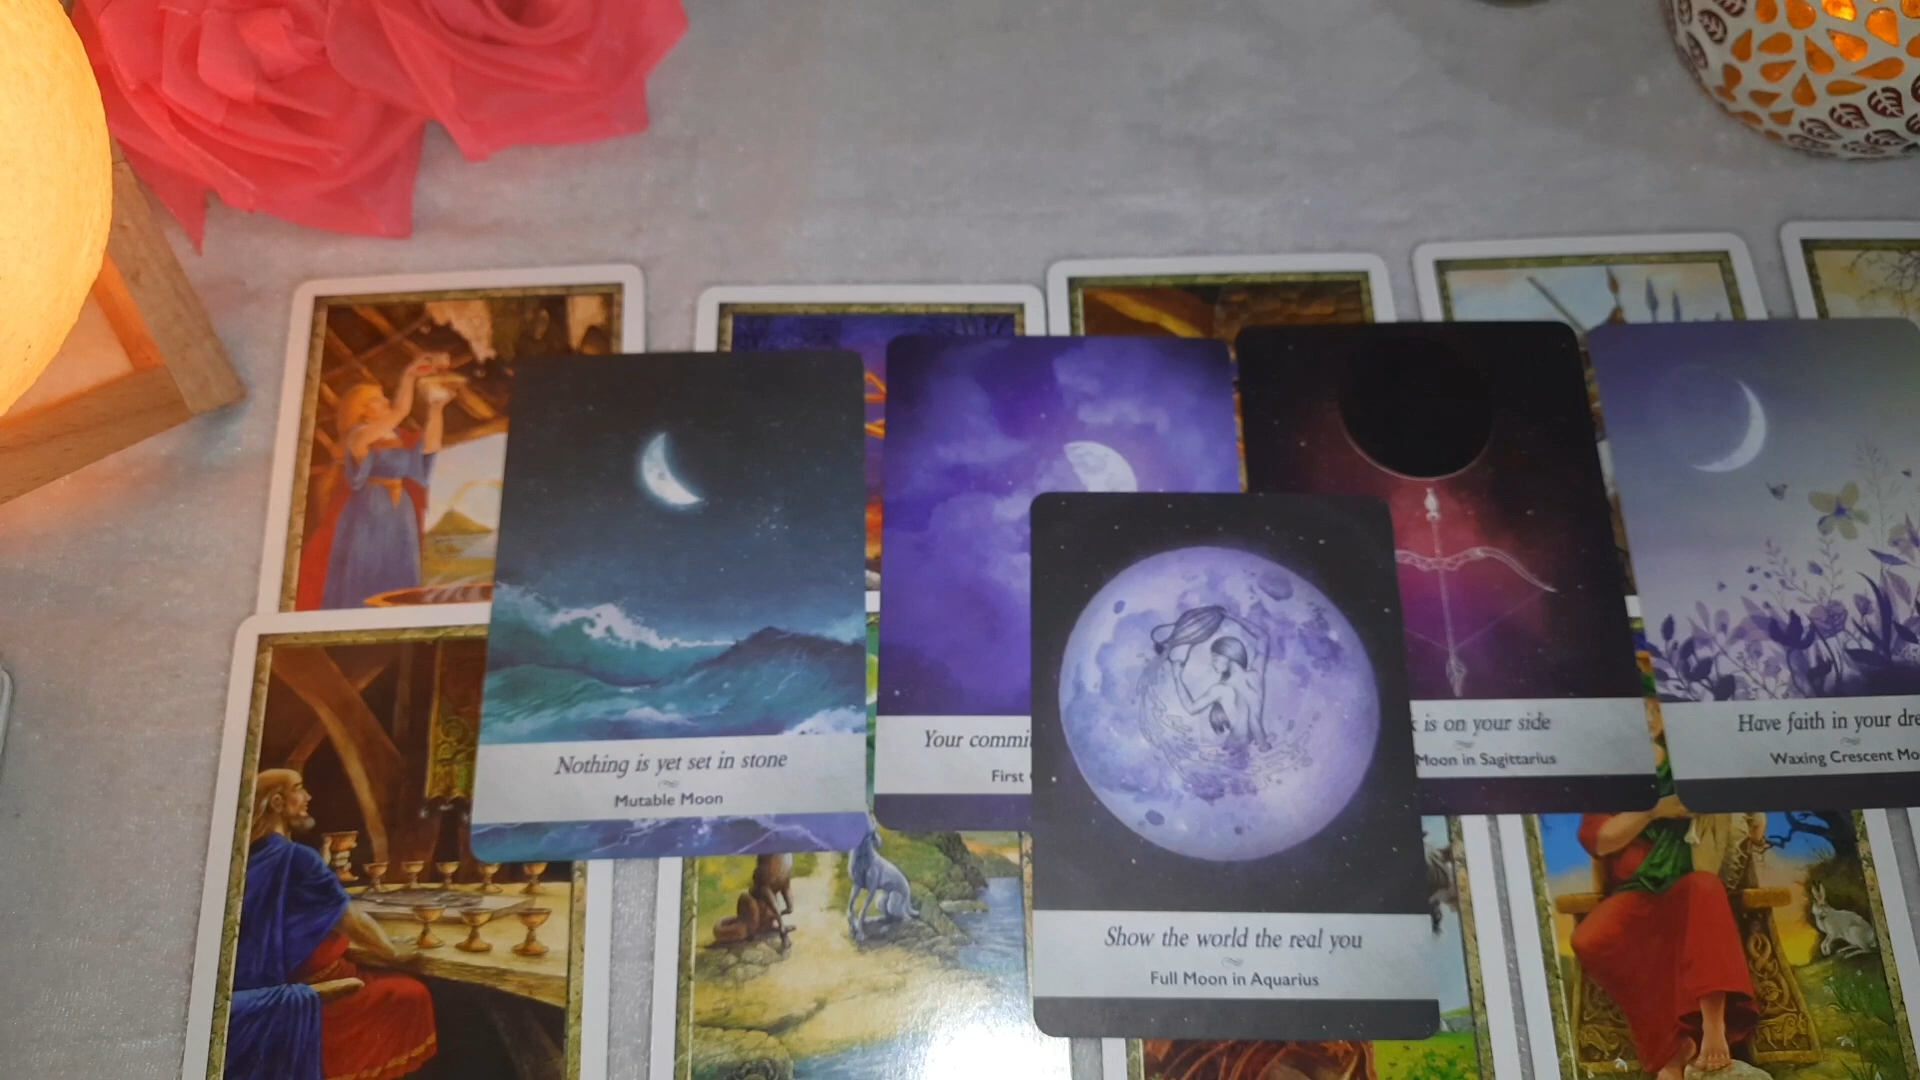 Nothing is yet set in stone
Mutable Moon
Your commi
First
Show the world the real you
Full Moon in Aquarius
is on your side
Moon in Sagittarius
Have faith in your dre
Waxing Crescent Mo